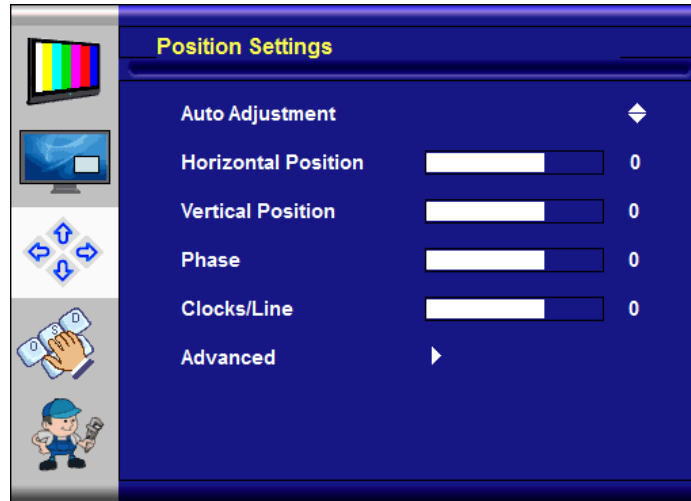 Position Settings
Auto Adjustment
Horizontal Position 0
Vertical Position 0
Phase 0
Clocks/Line 0
Advanced
O S D